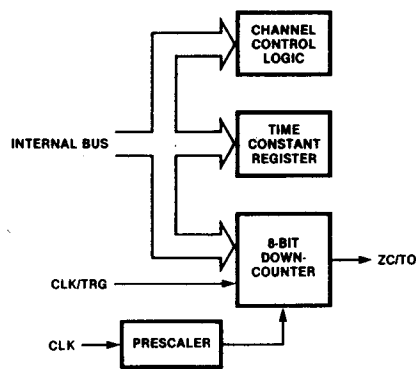 CHANNEL
CONTROL
LOGIC
INTERNAL BUS
TIME
CONSTANT
REGISTER
8-BIT
DOWN-
COUNTER
ZC/TO
CLK/TRG
CLK
PRESCALER